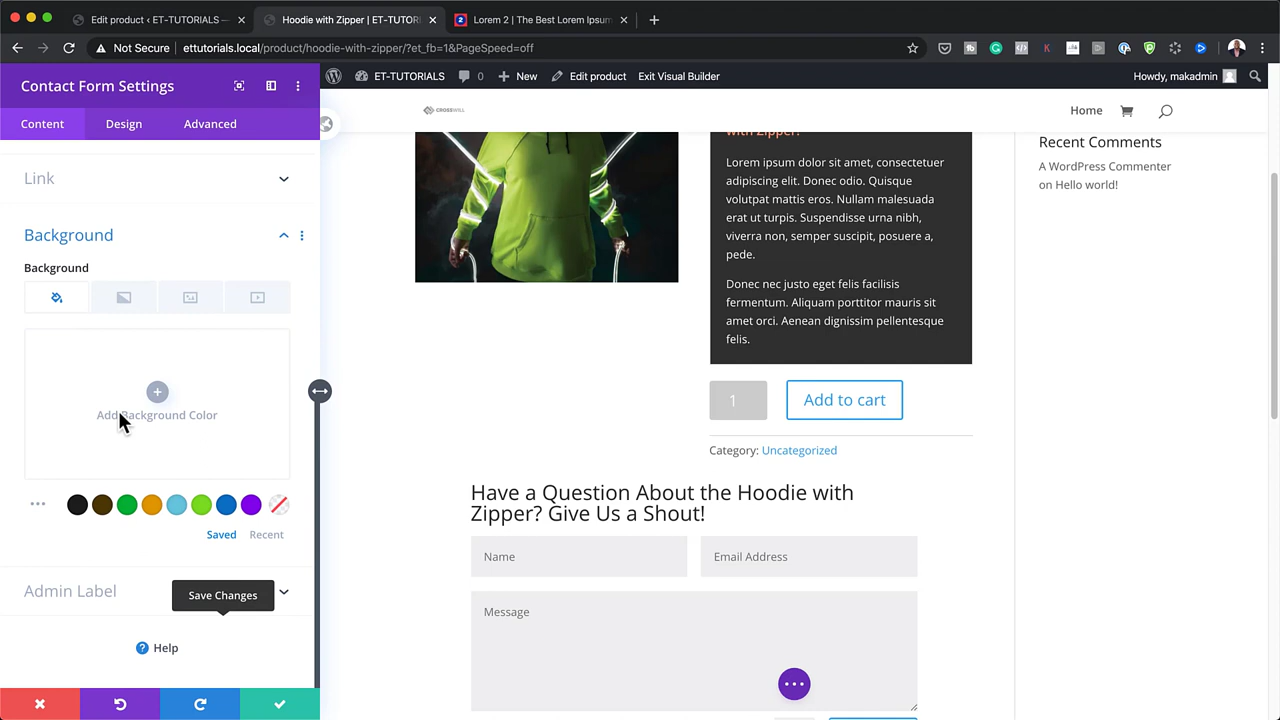 Edit product ‹ ET-TUTORIALS —
Hoodie with Zipper | ET-TUTORI
Lorem 2 | The Best Lorem Ipsum
Not Secure
ettutorials.local/product/hoodie-with-zipper/?et_fb=1&PageSpeed=off
Contact Form Settings
ET-TUTORIALS
0
New
Edit product
Exit Visual Builder
Howdy, makadmin
Content
Design
Advanced
CROSSWILL
Home
with Zipper!
Recent Comments
A WordPress Commenter
on Hello world!
Link
Background
Background
Add Background Color
Saved
Recent
Admin Label
Save Changes
Help
Lorem ipsum dolor sit amet, consectetuer
adipiscing elit. Donec odio. Quisque
volutpat mattis eros. Nullam malesuada
erat ut turpis. Suspendisse urna nibh,
viverra non, semper suscipit, posuere a,
pede.
Donec nec justo eget felis facilisis
fermentum. Aliquam porttitor mauris sit
amet orci. Aenean dignissim pellentesque
felis.
1
Add to cart
Category: Uncategorized
Have a Question About the Hoodie with
Zipper? Give Us a Shout!
Name
Email Address
Message